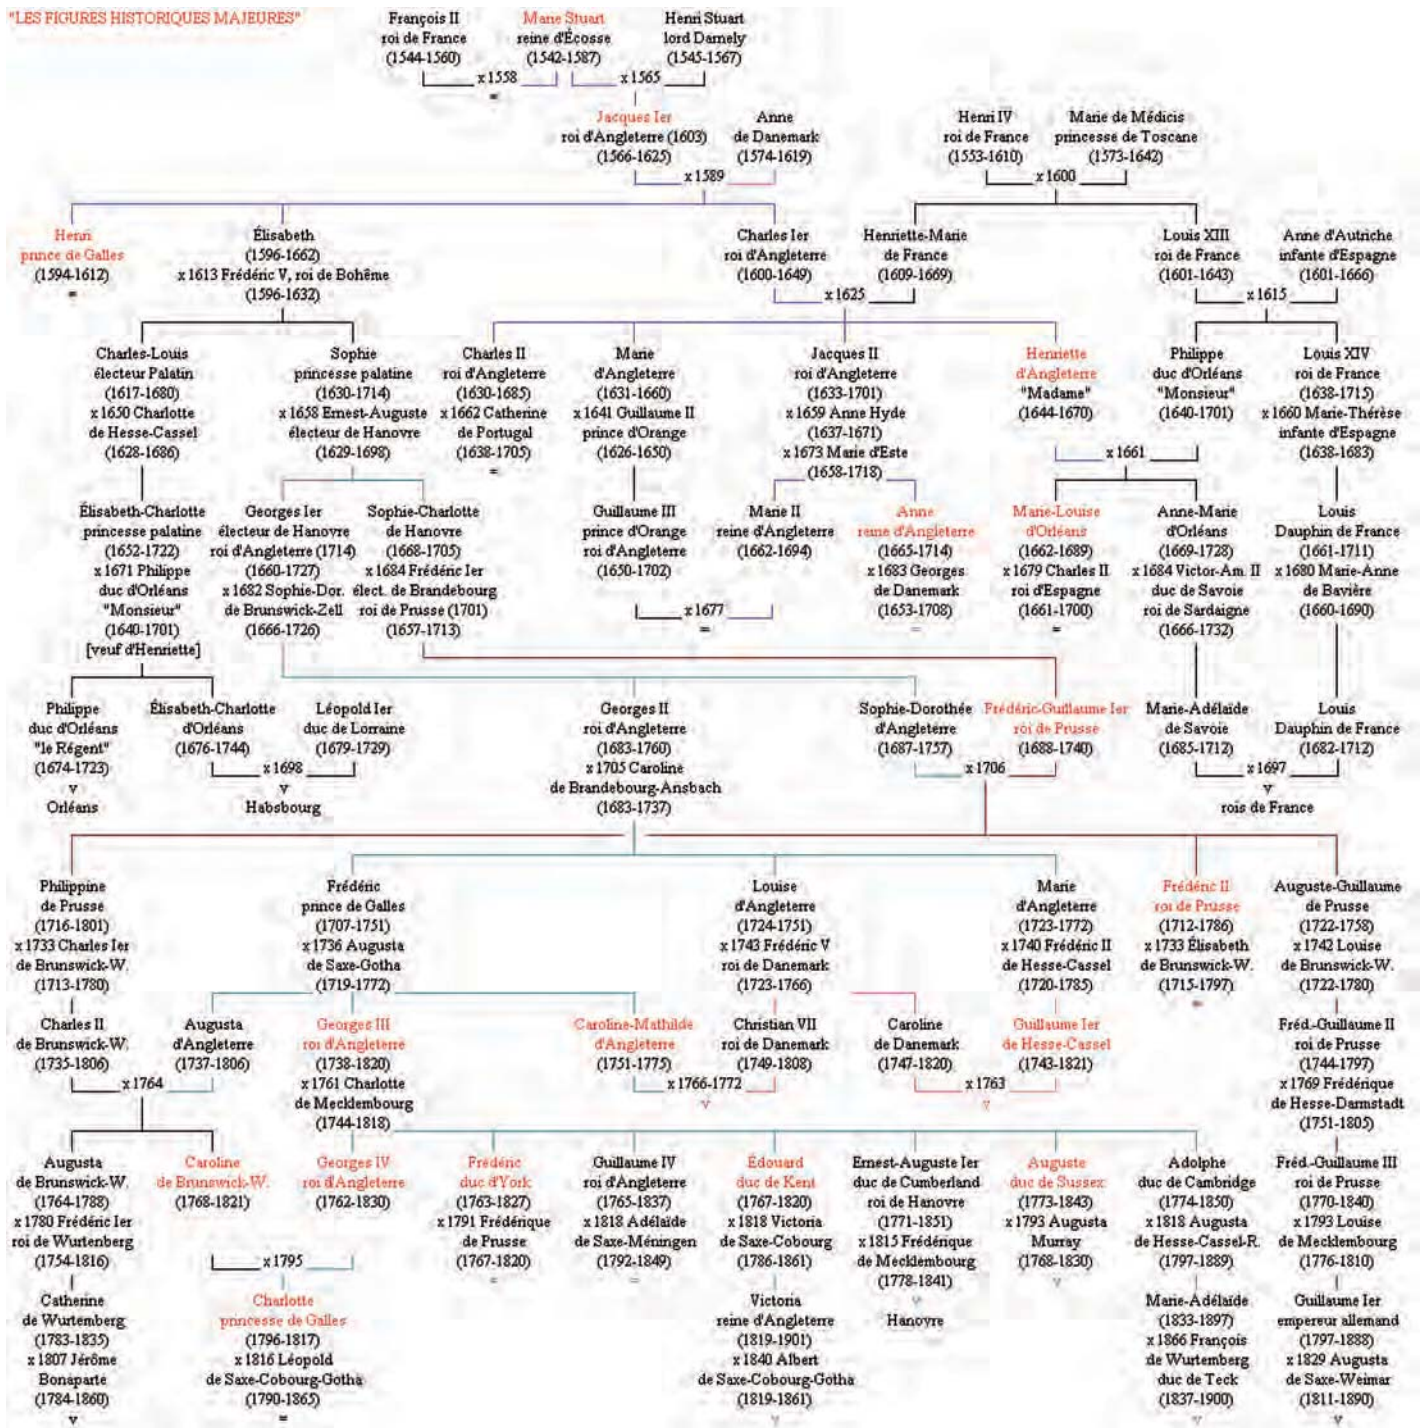 "LES FIGURES HISTORIQUES MAJEURES"
François II
roi de France
(1544-1560)
Marie Stuart
reine d'Écosse
(1542-1587)
Henri Stuart
lord Darnely
(1545-1567)
x 1558
x 1565
=
Jacques Ier
roi d'Angleterre (1603)
(1566-1625)
Anne
de Danemark
(1574-1619)
Henri IV
roi de France
(1553-1610)
Marie de Médicis
princesse de Toscane
(1573-1642)
x 1589
x 1600
Henri
prince de Galles
(1594-1612)
=
Élisabeth
(1596-1662)
x 1613 Frédéric V, roi de Bohême
(1596-1632)
Charles Ier
roi d'Angleterre
(1600-1649)
Henriette-Marie
de France
(1609-1669)
Louis XIII
roi de France
(1601-1643)
Anne d'Autriche
infante d'Espagne
(1601-1666)
x 1625
x 1615
Charles-Louis
électeur Palatin
(1617-1680)
x 1650 Charlotte
de Hesse-Cassel
(1628-1686)
Sophie
princesse palatine
(1630-1714)
x 1658 Ernest-Auguste
électeur de Hanovre
(1629-1698)
Charles II
roi d'Angleterre
(1630-1685)
x 1662 Catherine
de Portugal
(1638-1705)
=
Marie
d'Angleterre
(1631-1660)
x 1641 Guillaume II
prince d'Orange
(1626-1650)
Jacques II
roi d'Angleterre
(1633-1701)
x 1659 Anne Hyde
(1637-1671)
x 1673 Marie d'Este
(1658-1718)
Henriette
d'Angleterre
"Madame"
(1644-1670)
Philippe
duc d'Orléans
"Monsieur"
(1640-1701)
Louis XIV
roi de France
(1638-1715)
x 1660 Marie-Thérèse
infante d'Espagne
(1638-1683)
x 1661
Élisabeth-Charlotte
princesse palatine
(1652-1722)
x 1671 Philippe
duc d'Orléans
"Monsieur"
(1640-1701)
[veuf d'Henriette]
Georges Ier
électeur de Hanovre
roi d'Angleterre (1714)
(1660-1727)
x 1682 Sophie-Dor.
de Brunswick-Zell
(1666-1726)
Sophie-Charlotte
de Hanovre
(1668-1705)
x 1684 Frédéric Ier
élect. de Brandebourg
roi de Prusse (1701)
(1657-1713)
Guillaume III
prince d'Orange
roi d'Angleterre
(1650-1702)
Marie II
reine d'Angleterre
(1662-1694)
Anne
reine d'Angleterre
(1665-1714)
x 1683 Georges
de Danemark
(1653-1708)
=
Marie-Louise
d'Orléans
(1662-1689)
x 1679 Charles II
roi d'Espagne
(1661-1700)
=
Anne-Marie
d'Orléans
(1669-1728)
x 1684 Victor-Am. II
duc de Savoie
roi de Sardaigne
(1666-1732)
Louis
Dauphin de France
(1661-1711)
x 1680 Marie-Anne
de Bavière
(1660-1690)
x 1677
=
Philippe
duc d'Orléans
"le Régent"
(1674-1723)
v
Orléans
Élisabeth-Charlotte
d'Orléans
(1676-1744)
Léopold Ier
duc de Lorraine
(1679-1729)
x 1698
v
Habsbourg
Georges II
roi d'Angleterre
(1683-1760)
x 1705 Caroline
de Brandebourg-Ansbach
(1683-1737)
Sophie-Dorothée
d'Angleterre
(1687-1757)
Frédéric-Guillaume Ier
roi de Prusse
(1688-1740)
x 1706
Marie-Adélaïde
de Savoie
(1685-1712)
Louis
Dauphin de France
(1682-1712)
x 1697
v
rois de France
Philippine
de Prusse
(1716-1801)
x 1733 Charles Ier
de Brunswick-W.
(1713-1780)
Frédéric
prince de Galles
(1707-1751)
x 1736 Augusta
de Saxe-Gotha
(1719-1772)
Louise
d'Angleterre
(1724-1751)
x 1743 Frédéric V
roi de Danemark
(1723-1766)
Marie
d'Angleterre
(1723-1772)
x 1740 Frédéric II
de Hesse-Cassel
(1720-1785)
Frédéric II
roi de Prusse
(1712-1786)
x 1733 Élisabeth
de Brunswick-W.
(1715-1797)
=
Auguste-Guillaume
de Prusse
(1722-1758)
x 1742 Louise
de Brunswick-W.
(1722-1780)
Charles II
de Brunswick-W.
(1735-1806)
Augusta
d'Angleterre
(1737-1806)
x 1764
Georges III
roi d'Angleterre
(1738-1820)
x 1761 Charlotte
de Mecklembourg
(1744-1818)
Caroline-Mathilde
d'Angleterre
(1751-1775)
Christian VII
roi de Danemark
(1749-1808)
x 1766-1772
v
Caroline
de Danemark
(1747-1820)
Guillaume Ier
de Hesse-Cassel
(1743-1821)
x 1763
v
Fréd.-Guillaume II
roi de Prusse
(1744-1797)
x 1769 Frédérique
de Hesse-Darmstadt
(1751-1805)
Augusta
de Brunswick-W.
(1764-1788)
x 1780 Frédéric Ier
roi de Wurtenberg
(1754-1816)
Caroline
de Brunswick-W.
(1768-1821)
Georges IV
roi d'Angleterre
(1762-1830)
x 1795
Frédéric
duc d'York
(1763-1827)
x 1791 Frédérique
de Prusse
(1767-1820)
=
Guillaume IV
roi d'Angleterre
(1765-1837)
x 1818 Adélaïde
de Saxe-Méningen
(1792-1849)
=
Édouard
duc de Kent
(1767-1820)
x 1818 Victoria
de Saxe-Cobourg
(1786-1861)
Ernest-Auguste Ier
duc de Cumberland
roi de Hanovre
(1771-1851)
x 1815 Frédérique
de Mecklembourg
(1778-1841)
v
Hanovre
Auguste
duc de Sussex
(1773-1843)
x 1793 Augusta
Murray
(1768-1830)
v
Adolphe
duc de Cambridge
(1774-1850)
x 1818 Augusta
de Hesse-Cassel-R.
(1797-1889)
Fréd.-Guillaume III
roi de Prusse
(1770-1840)
x 1793 Louise
de Mecklembourg
(1776-1810)
Catherine
de Wurtemberg
(1783-1835)
x 1807 Jérôme
Bonaparte
(1784-1860)
v
Charlotte
princesse de Galles
(1796-1817)
x 1816 Léopold
de Saxe-Cobourg-Gotha
(1790-1865)
=
Victoria
reine d'Angleterre
(1819-1901)
x 1840 Albert
de Saxe-Cobourg-Gotha
(1819-1861)
v
Marie-Adélaïde
(1833-1897)
x 1866 François
de Wurtemberg
duc de Teck
(1837-1900)
v
Guillaume Ier
empereur allemand
(1797-1888)
x 1829 Augusta
de Saxe-Weimar
(1811-1890)
v